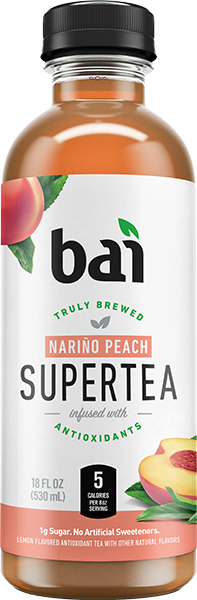 bai
TRULY BREWED
NARIÑO PEACH
SUPERTEA
infused with
ANTIOXIDANTS
18 FL OZ
(530 mL)
5
CALORIES
PER 8oz
SERVING
1g Sugar. No Artificial Sweeteners.
LEMON FLAVORED ANTIOXIDANT TEA WITH OTHER NATURAL FLAVORS